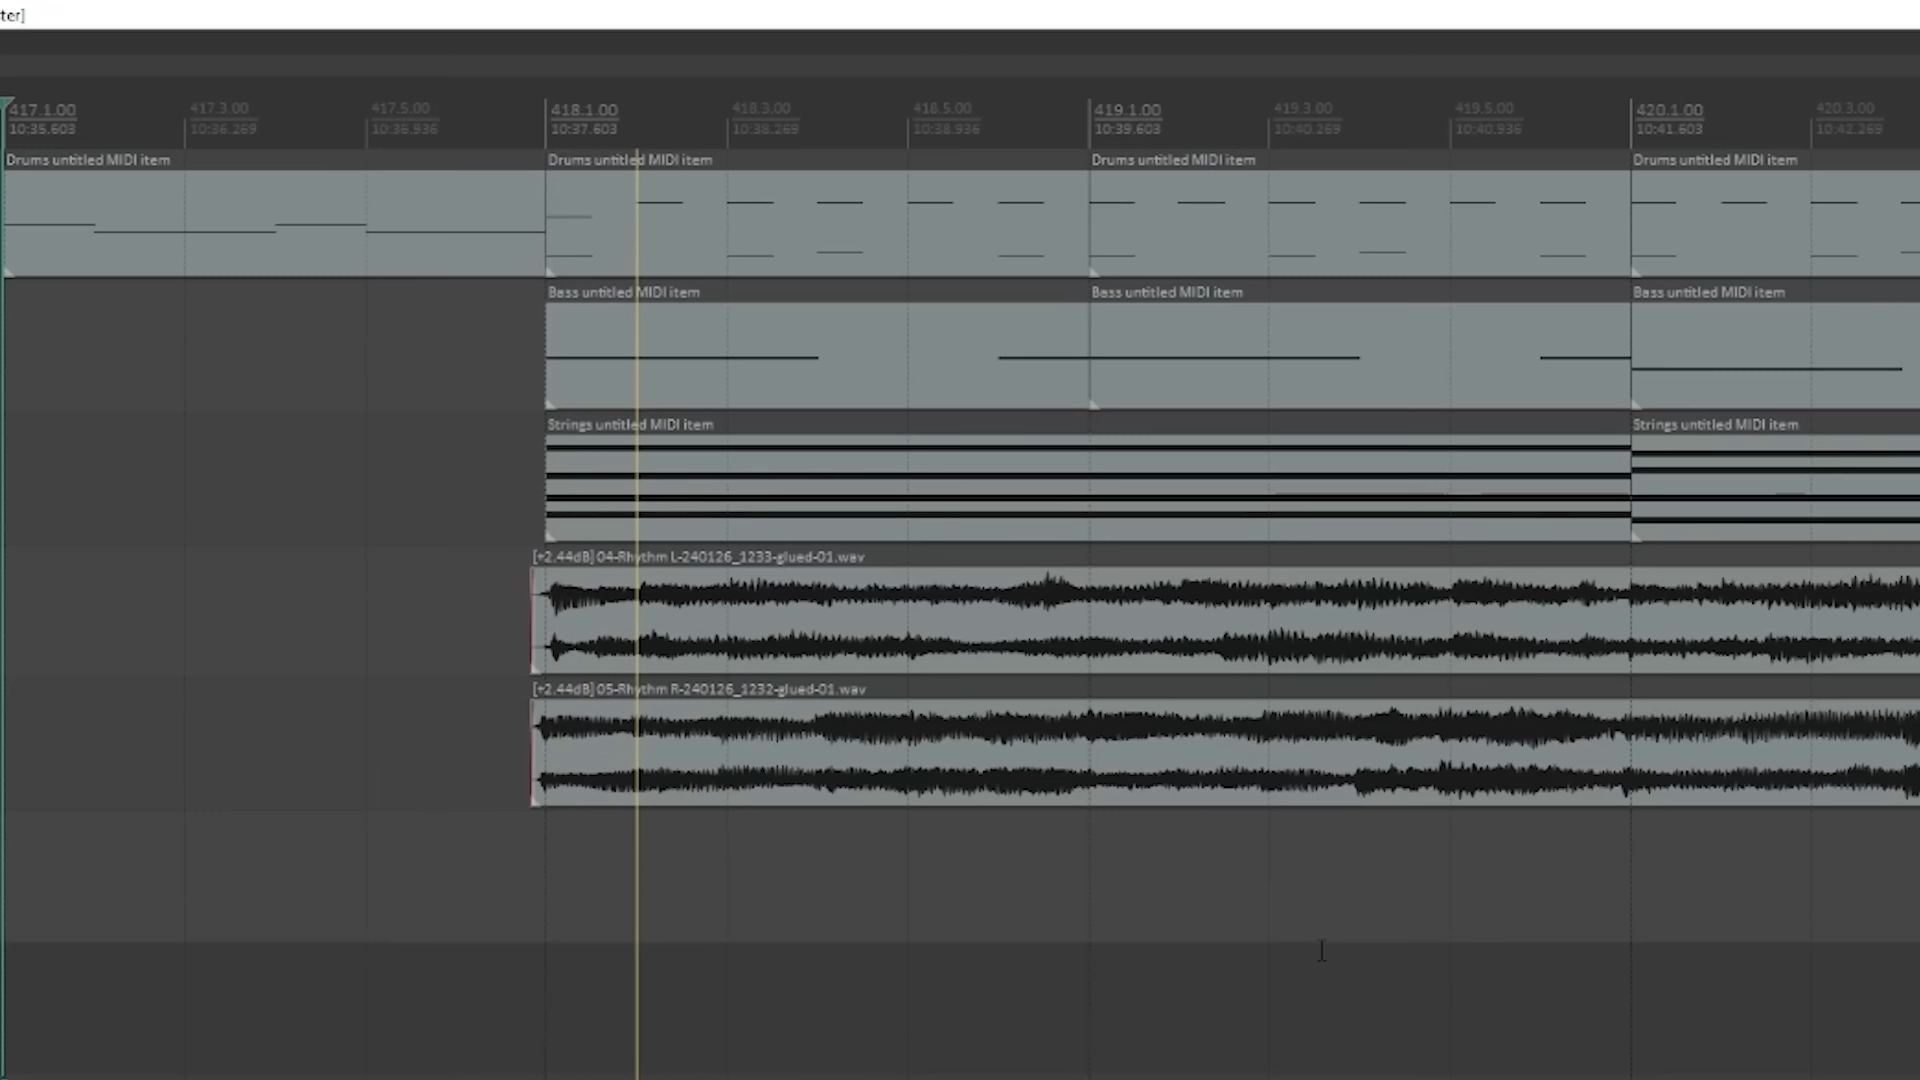 ter]
417.1.00 417.3.00 417.5.00 418.1.00 418.3.00 418.5.00 419.1.00 419.3.00 419.5.00 420.1.00 420.3.00
10:35.603 10:36.269 10:36.936 10:37.603 10:38.269 10:38.936 10:39.603 10:40.269 10:40.936 10:41.603 10:42.269
Drums untitled MIDI item Drums untitled MIDI item Drums untitled MIDI item Drums untitled MIDI item
Bass untitled MIDI item Bass untitled MIDI item Bass untitled MIDI item
Strings untitled MIDI item Strings untitled MIDI item
[+2.44dB] 04-Rhythm L-240126_1233-glued-01.wav
[+2.44dB] 05-Rhythm R-240126_1232-glued-01.wav